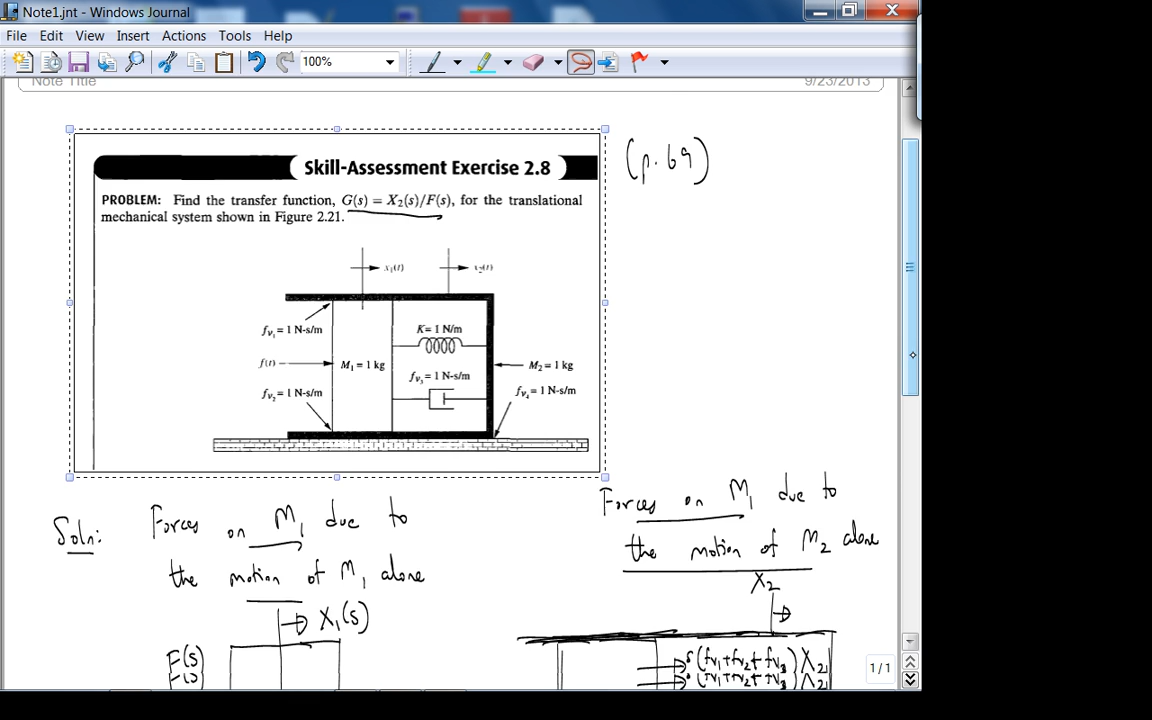 Note1.jnt - Windows Journal
File Edit View Insert Actions Tools Help
100%
Note Title
9/23/2013
Skill-Assessment Exercise 2.8
(p. 69)
PROBLEM: Find the transfer function, G(s) = X₂(s)/F(s), for the translational
mechanical system shown in Figure 2.21.
x₁(t)
x₂(t)
fv₁ = 1 N-s/m
K = 1 N/m
f(t)
M₁ = 1 kg
M₂ = 1 kg
fv₃ = 1 N-s/m
fv₂ = 1 N-s/m
fv₄ = 1 N-s/m
Soln:
Forces on M₁ due to
the motion of M₁ alone
X₁(s)
F(s)
Forces on M₁ due to
the motion of M₂ alone
X₂
s(fv₁+fv₂+fv₃)X₂
1/1